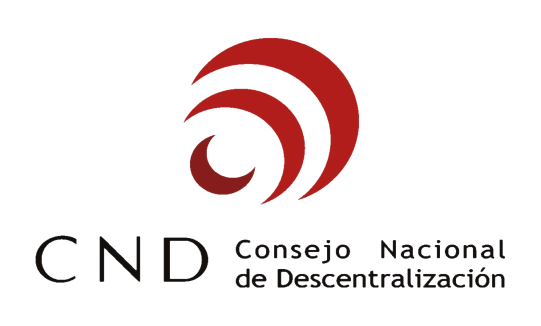 CND
Consejo Nacional
de Descentralización